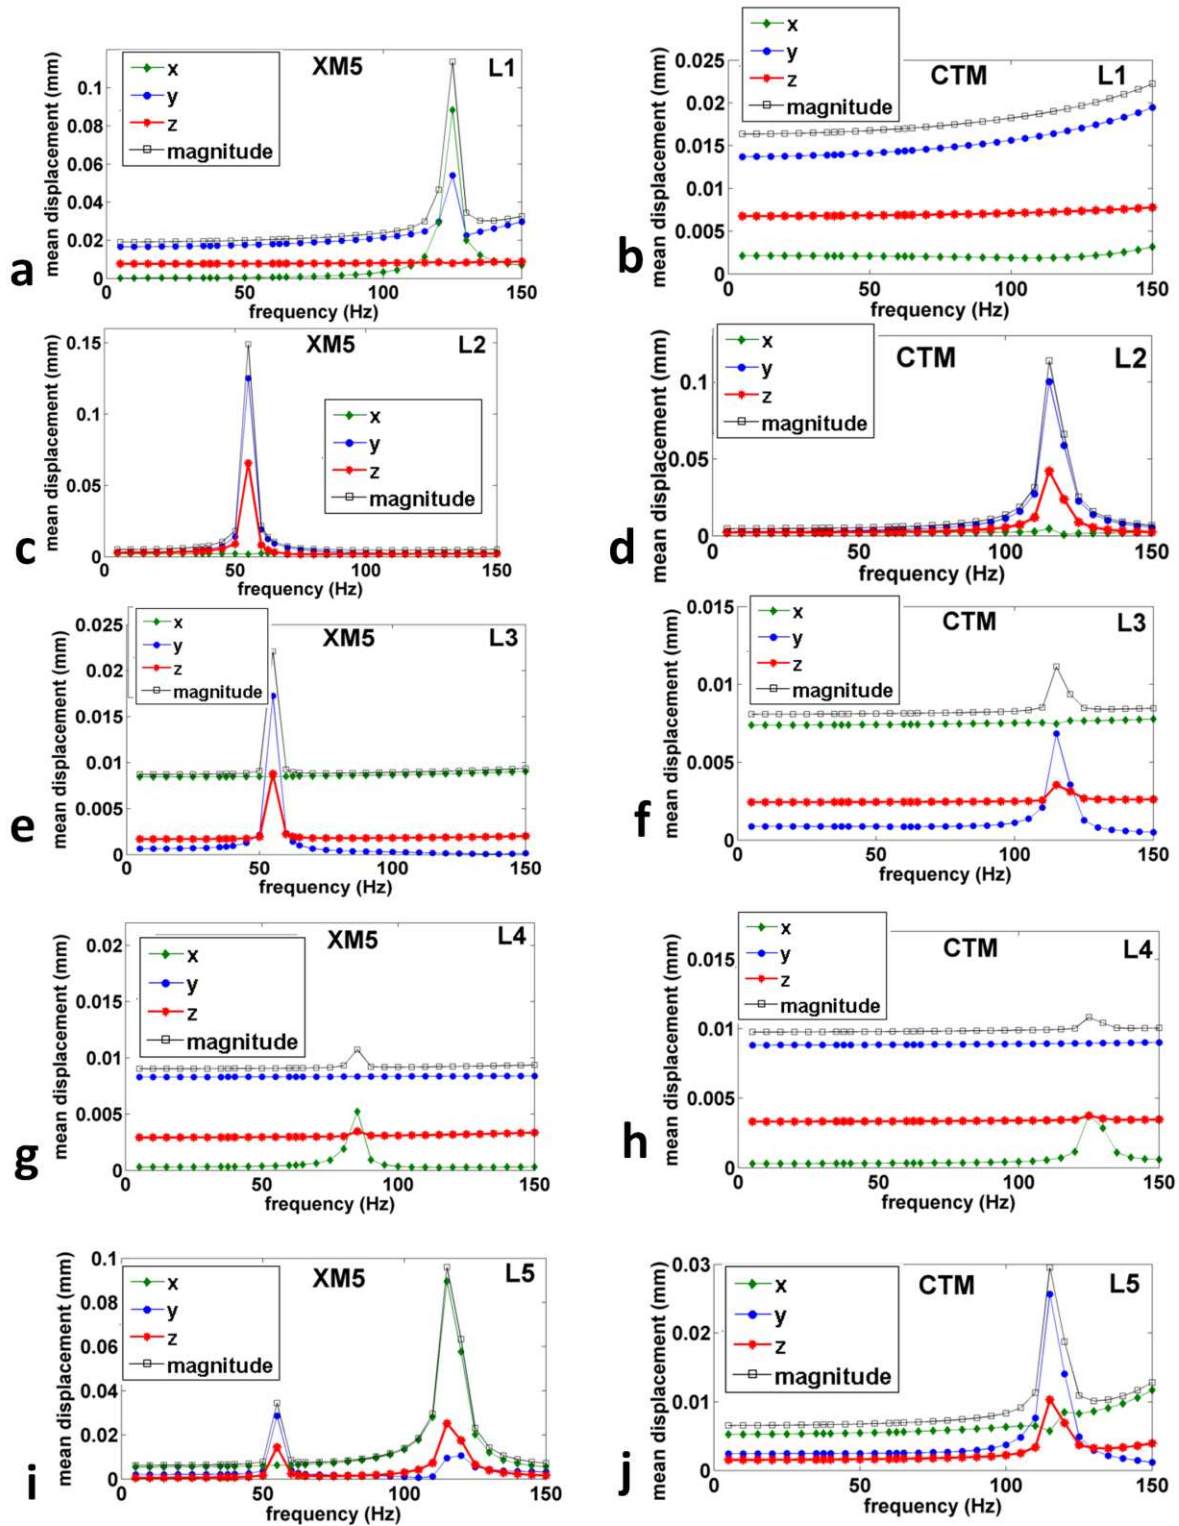 XM5 L1
x
y
z
magnitude
mean displacement (mm)
0.1
0.08
0.06
0.04
0.02
0
0 50 100 150
frequency (Hz)
a
CTM L1
x
y
z
magnitude
mean displacement (mm)
0.025
0.02
0.015
0.01
0.005
0
0 50 100 150
frequency (Hz)
b
XM5 L2
x
y
z
magnitude
mean displacement (mm)
0.15
0.1
0.05
0
0 50 100 150
frequency (Hz)
c
CTM L2
x
y
z
magnitude
mean displacement (mm)
0.1
0.05
0
0 50 100 150
frequency (Hz)
d
XM5 L3
x
y
z
magnitude
mean displacement (mm)
0.025
0.02
0.015
0.01
0.005
0
0 50 100 150
frequency (Hz)
e
CTM L3
x
y
z
magnitude
mean displacement (mm)
0.015
0.01
0.005
0
0 50 100 150
frequency (Hz)
f
XM5 L4
x
y
z
magnitude
mean displacement (mm)
0.02
0.015
0.01
0.005
0
0 50 100 150
frequency (Hz)
g
CTM L4
x
y
z
magnitude
mean displacement (mm)
0.015
0.01
0.005
0
0 50 100 150
frequency (Hz)
h
XM5 L5
x
y
z
magnitude
mean displacement (mm)
0.1
0.08
0.06
0.04
0.02
0
0 50 100 150
frequency (Hz)
i
CTM L5
x
y
z
magnitude
mean displacement (mm)
0.03
0.02
0.01
0
0 50 100 150
frequency (Hz)
j